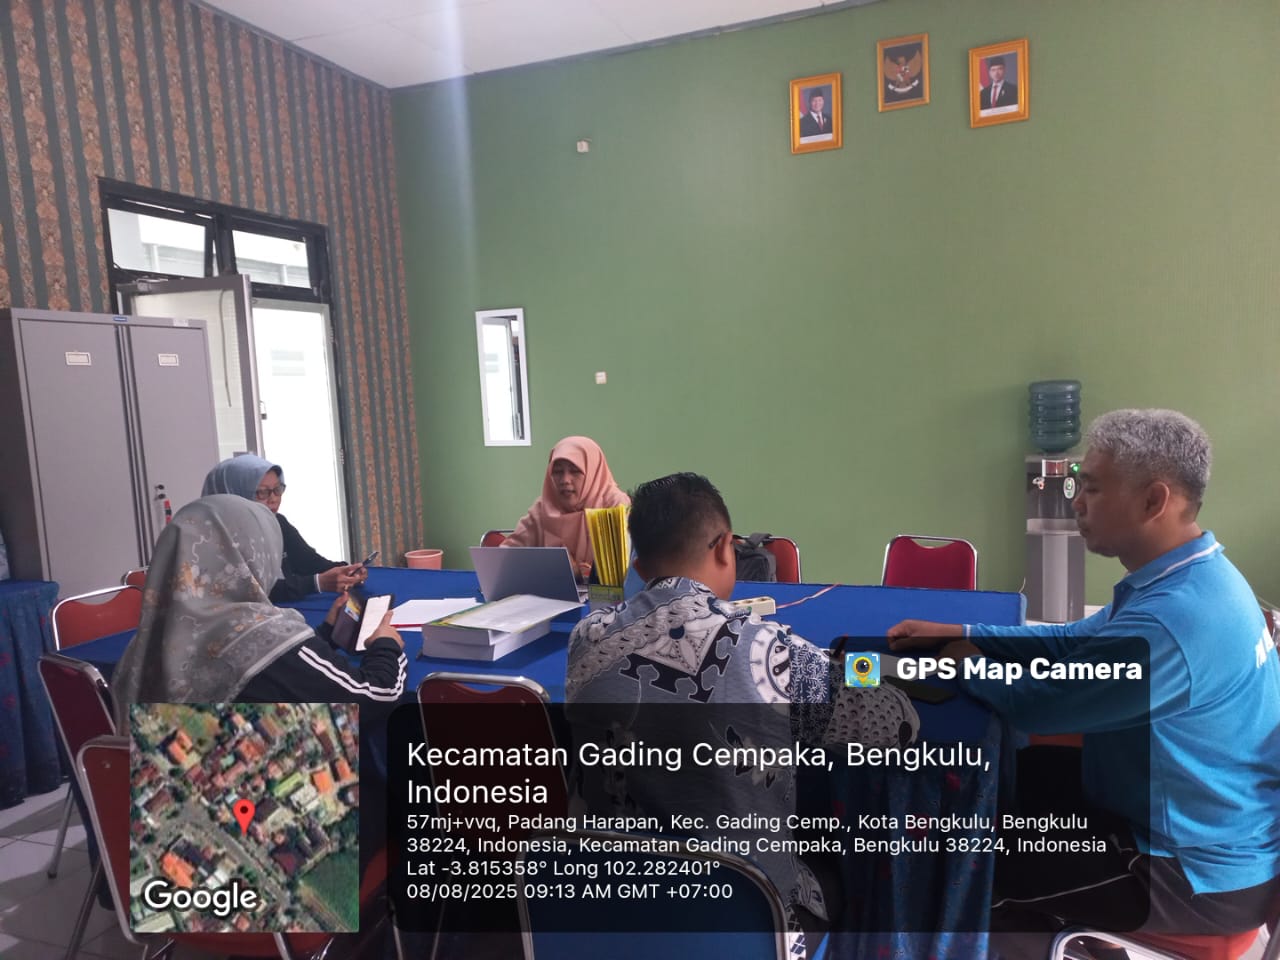 GPS Map Camera
Kecamatan Gading Cempaka, Bengkulu,
Indonesia
57mj+vvq, Padang Harapan, Kec. Gading Cemp., Kota Bengkulu, Bengkulu
38224, Indonesia, Kecamatan Gading Cempaka, Bengkulu 38224, Indonesia
Lat -3.815358° Long 102.282401°
08/08/2025 09:13 AM GMT +07:00
Google